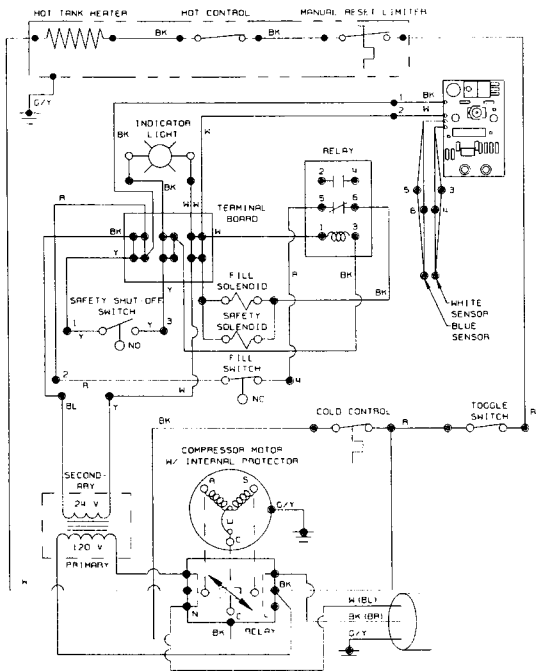 HOT TANK HEATER HOT CONTROL MANUAL RESET LIMITER
BK BK
G/Y
1 BK
2 W
INDICATOR
LIGHT
BK W
RELAY
2 4
5 6
1 3
BK
W W
R
TERMINAL
BOARD
BK W
Y
R BK
BK
5 3
6 4
FILL
SOLENOID
SAFETY
SOLENOID
WHITE
SENSOR
BLUE
SENSOR
SAFETY SHUT-OFF
SWITCH
Y
1 Y Y 3
NO
FILL
SWITCH
2 R W 4
NC
BL Y
BK
COLD CONTROL
R
TOGGLE
SWITCH
R
COMPRESSOR MOTOR
W/ INTERNAL PROTECTOR
R S
M
C
G/Y
SECOND-
ARY
24 V
120 V
PRIMARY
W
N
BK
C
BK RELAY
W(BL)
BK(BR)
G/Y